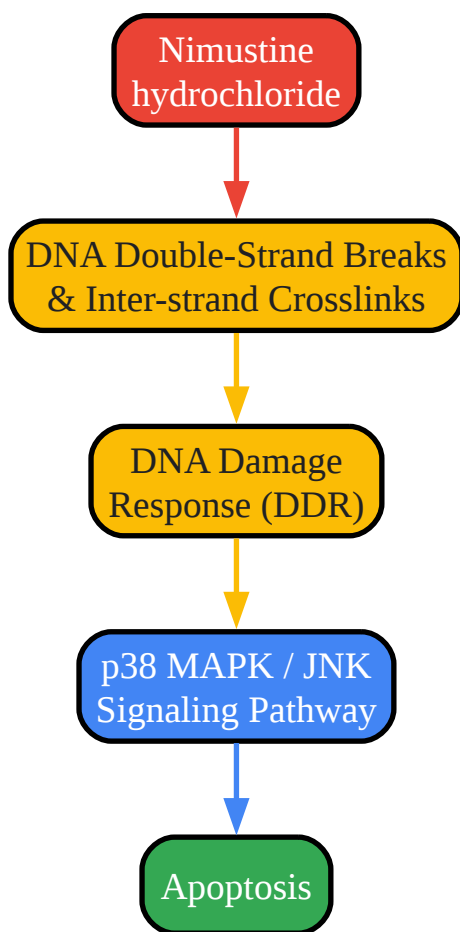 Nimustine
hydrochloride
DNA Double-Strand Breaks
& Inter-strand Crosslinks
DNA Damage
Response (DDR)
p38 MAPK / JNK
Signaling Pathway
Apoptosis